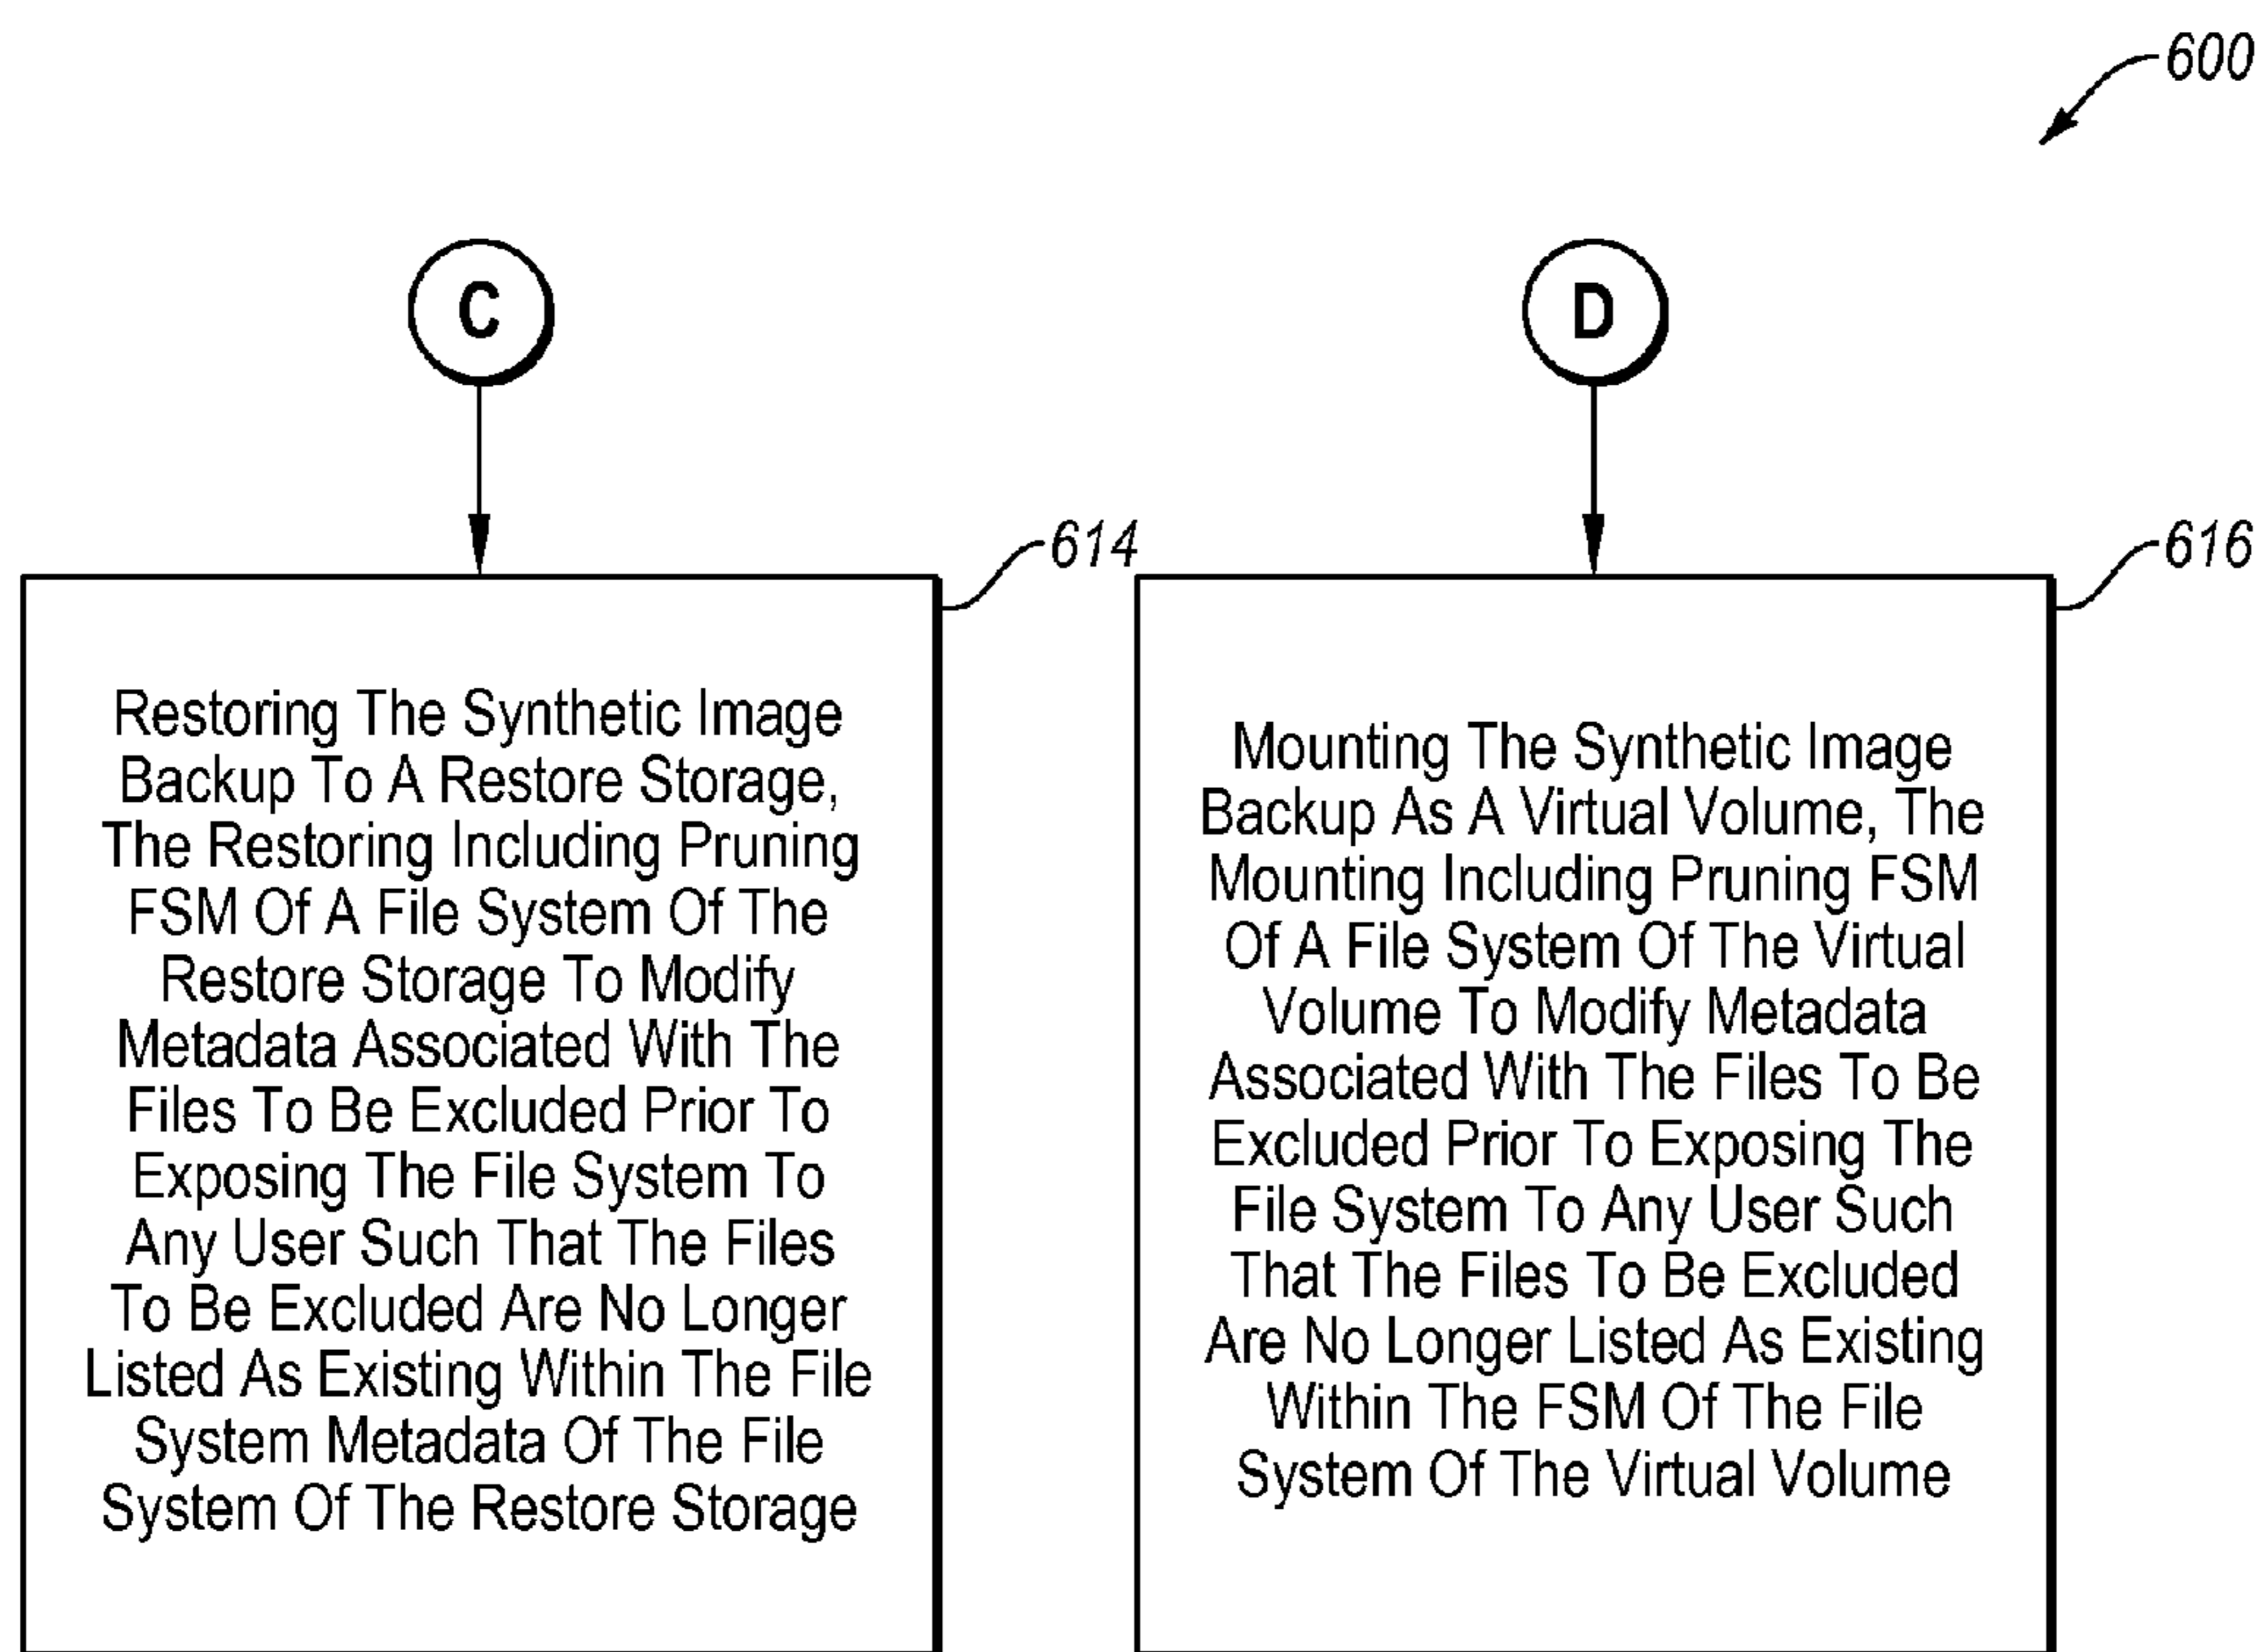 600
C
D
614
616
Restoring The Synthetic Image
Backup To A Restore Storage,
The Restoring Including Pruning
FSM Of A File System Of The
Restore Storage To Modify
Metadata Associated With The
Files To Be Excluded Prior To
Exposing The File System To
Any User Such That The Files
To Be Excluded Are No Longer
Listed As Existing Within The File
System Metadata Of The File
System Of The Restore Storage
Mounting The Synthetic Image
Backup As A Virtual Volume, The
Mounting Including Pruning FSM
Of A File System Of The Virtual
Volume To Modify Metadata
Associated With The Files To Be
Excluded Prior To Exposing The
File System To Any User Such
That The Files To Be Excluded
Are No Longer Listed As Existing
Within The FSM Of The File
System Of The Virtual Volume